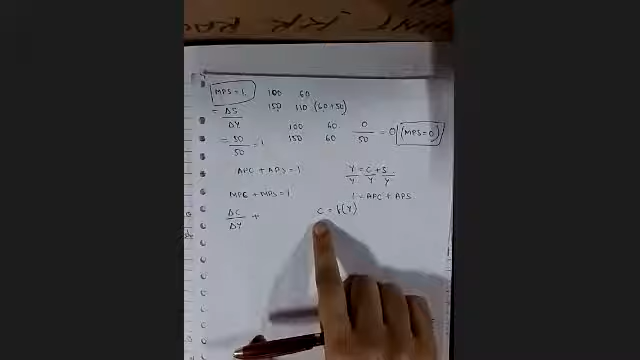 MPS=1 100 60
= ΔS/ΔY 150 110 (60+50)
= 50/50 = 1 100 60 0/50 = 0 (MPS=0)
150 60
APC + APS = 1 Y/Y = C/Y + S/Y
MPC + MPS = 1 1 = APC + APS
ΔC/ΔY + C = f(Y)